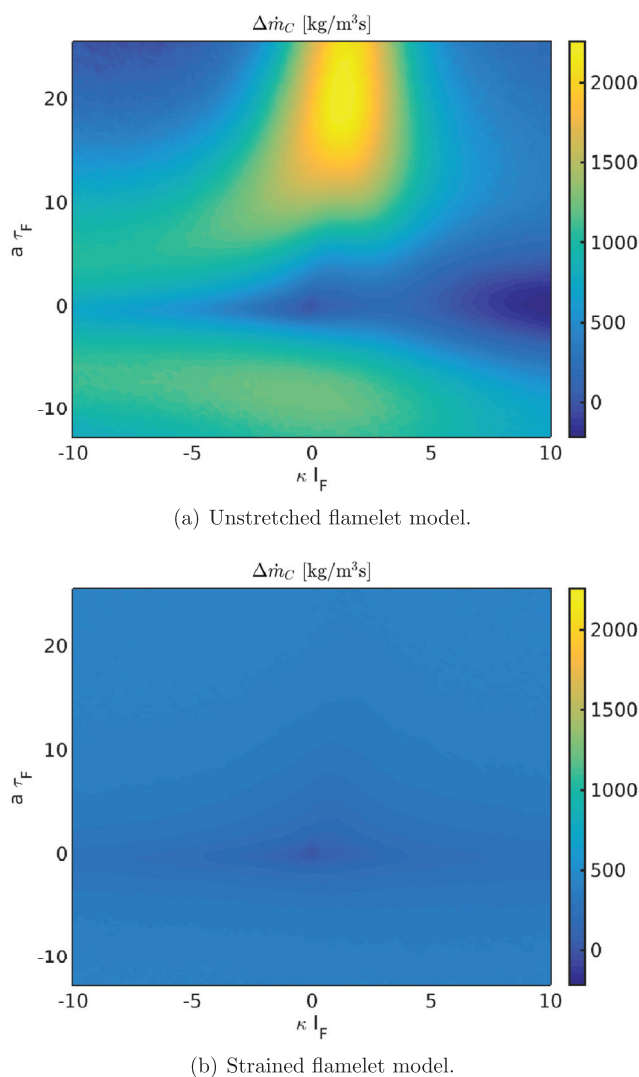 Δṁ_C [kg/m³s]
2000
1500
1000
500
0
20
10
0
-10
a τ_F
-10 -5 0 5 10
κ l_F
(a) Unstretched flamelet model.
Δṁ_C [kg/m³s]
2000
1500
1000
500
0
20
10
0
-10
a τ_F
-10 -5 0 5 10
κ l_F
(b) Strained flamelet model.